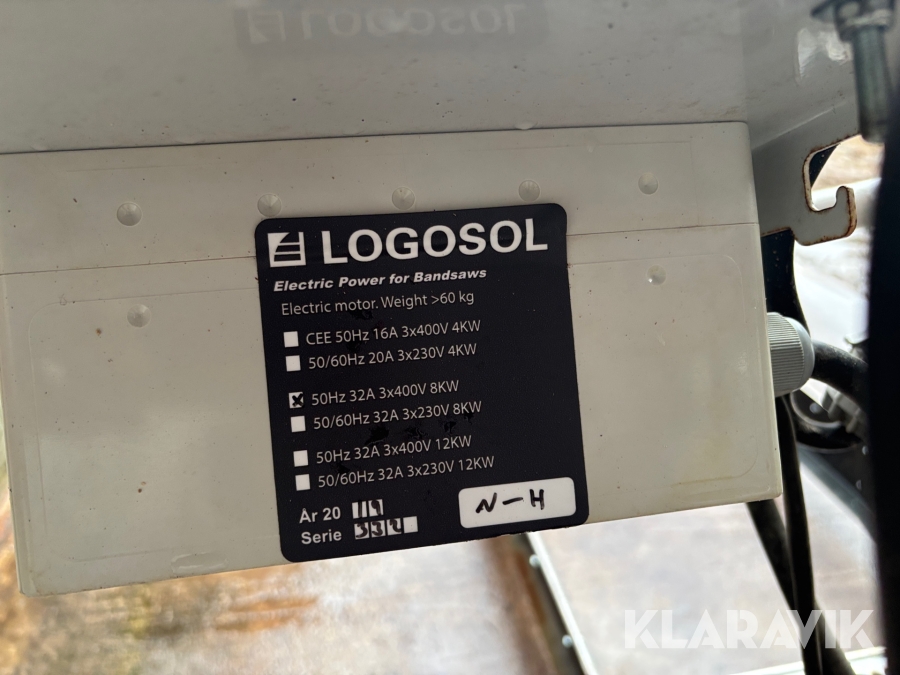 LOGOSOL
Electric Power for Bandsaws
Electric motor. Weight >60 kg
CEE 50Hz 16A 3x400V 4KW
50/60Hz 20A 3x230V 4KW
50Hz 32A 3x400V 8KW
50/60Hz 32A 3x230V 8KW
50Hz 32A 3x400V 12KW
50/60Hz 32A 3x230V 12KW
År 20
Serie
N-H
KLARAVIK